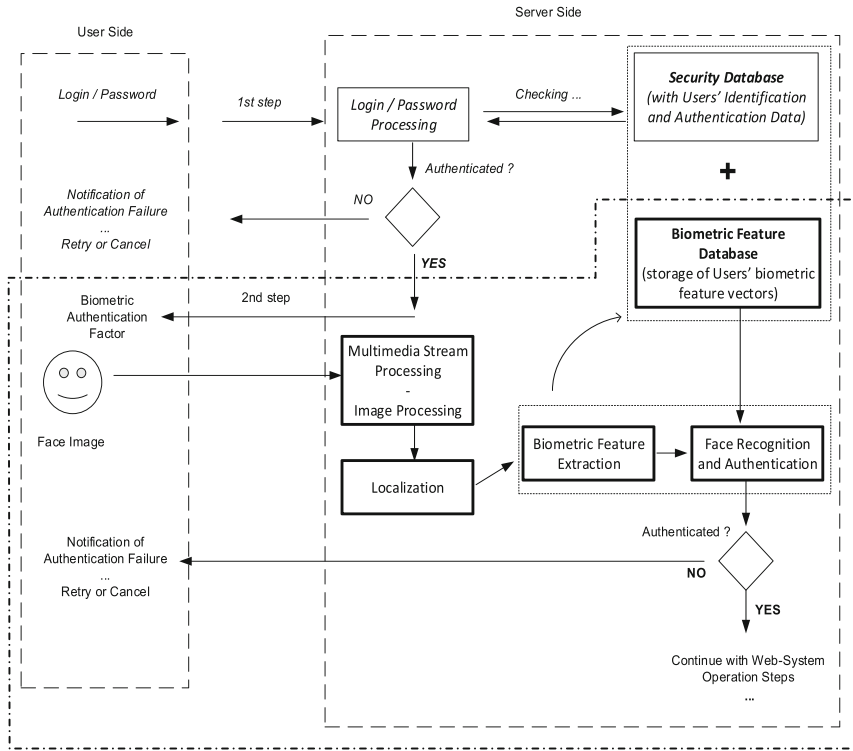 Server Side
User Side
Login / Password
1st step
Login / Password
Processing
Checking ...
Security Database
(with Users' Identification
and Authentication Data)
+
Authenticated ?
NO
Notification of
Authentication Failure
...
Retry or Cancel
YES
Biometric Feature
Database
(storage of Users' biometric
feature vectors)
2nd step
Biometric
Authentication
Factor
Face Image
Multimedia Stream
Processing
-
Image Processing
Localization
Biometric Feature
Extraction
Face Recognition
and Authentication
Authenticated ?
NO
Notification of
Authentication Failure
...
Retry or Cancel
YES
Continue with Web-System
Operation Steps
...